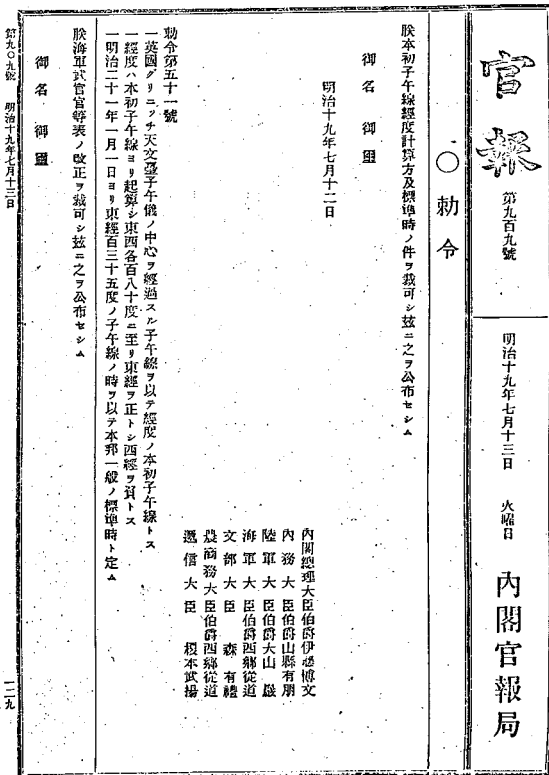 官報
第九百九號
明治十九年七月十三日
火曜日
內閣官報局
○勅令
朕本初子午線經度計算方及標準時ノ件ヲ裁可シ玆ニ之ヲ公布セシム
御名御璽
明治十九年七月十二日
內閣總理大臣伯爵伊藤博文
內務大臣伯爵山縣有朋
陸軍大臣伯爵大山巖
海軍大臣伯爵西鄉從道
文部大臣 森有禮
農商務大臣伯爵西鄉從道
遞信大臣 榎本武揚
勅令第五十一號
一英國グリニッチ天文臺子午儀ノ中心ヲ經過スル子午線ヲ以テ經度ノ本初子午線トス
一經度ハ本初子午線ヨリ起算シ東西各百八十度ニ至リ東經ヲ正トシ西經ヲ負トス
一明治二十一年一月一日ヨリ東經百三十五度ノ子午線ノ時ヲ以テ本邦一般ノ標準時ト定ム
朕海軍武官官等表ノ改正ヲ裁可シ玆ニ之ヲ公布セシム
御名御璽
第九〇九號 明治十九年七月十三日
一二九